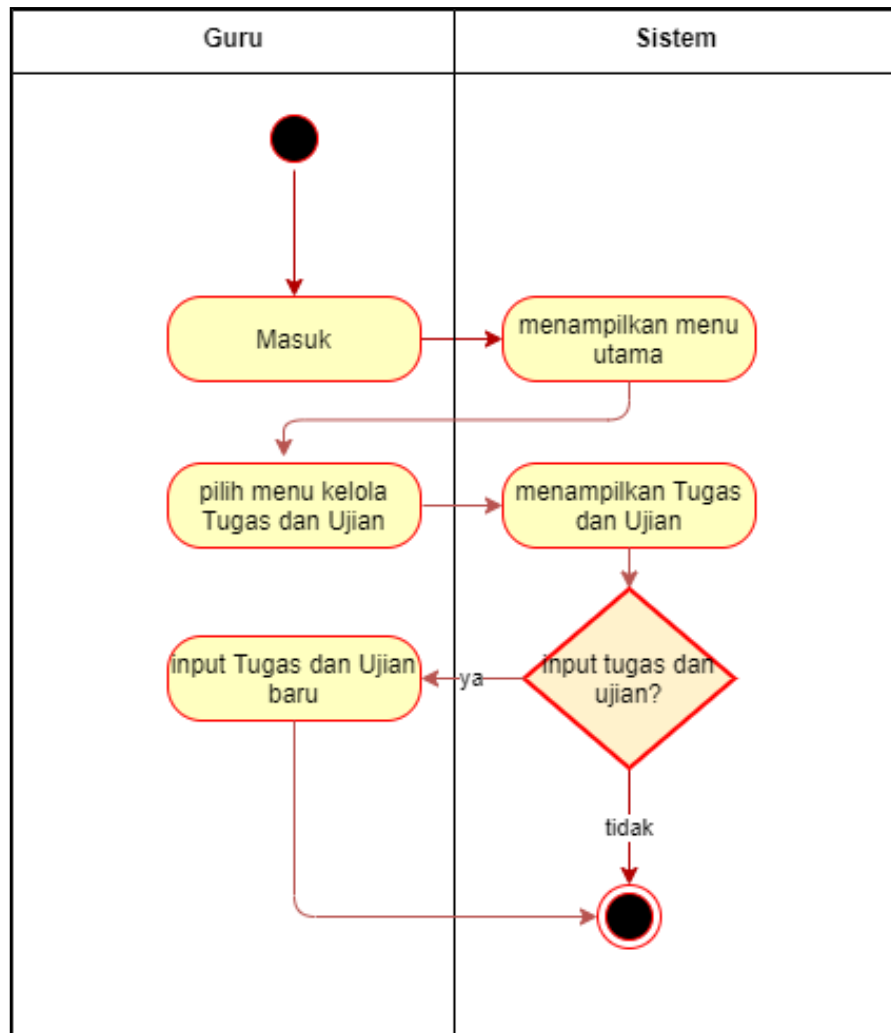 Guru
Sistem
Masuk
menampilkan menu
utama
pilih menu kelola
Tugas dan Ujian
menampilkan Tugas
dan Ujian
input Tugas dan Ujian
baru
ya
input tugas dan
ujian?
tidak